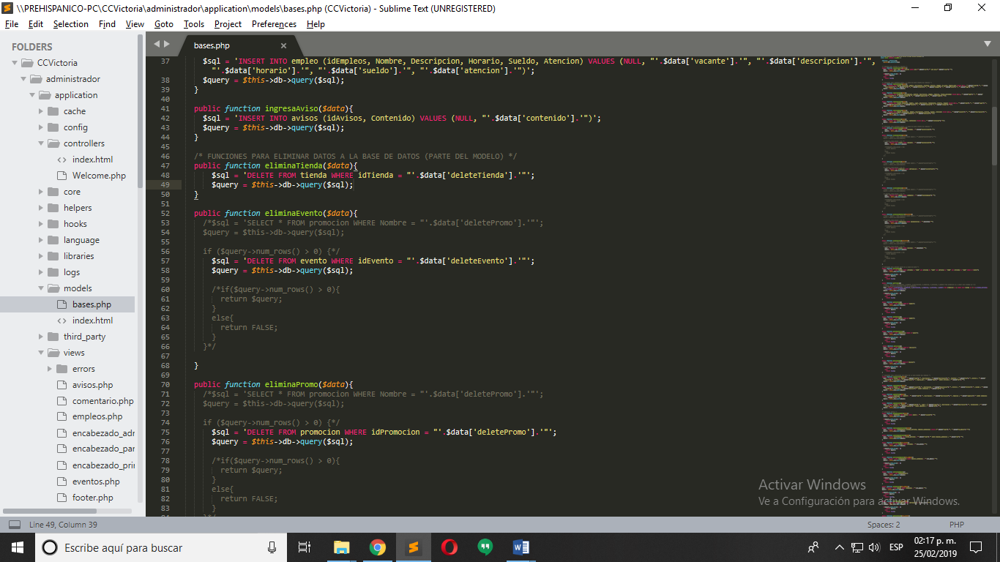 \\PREHISPANICO-PC\CCVictoria\administrador\application\models\bases.php (CCVictoria) - Sublime Text (UNREGISTERED)
File Edit Selection Find View Goto Tools Project Preferences Help
FOLDERS
CCVictoria
administrador
application
cache
config
controllers
index.html
Welcome.php
core
helpers
hooks
language
libraries
logs
models
bases.php
index.html
third_party
views
errors
avisos.php
comentario.php
empleos.php
encabezado_adr
encabezado_par
encabezado_prin
eventos.php
footer.php
bases.php
37 $sql = 'INSERT INTO empleo (idEmpleos, Nombre, Descripcion, Horario, Sueldo, Atencion) VALUES (NULL, "'.$data['vacante'].'", "'.$data['descripcion'].'",
"'.$data['horario'].'", "'.$data['sueldo'].'", "'.$data['atencion'].'")';
38 $query = $this->db->query($sql);
39 }
40
41 public function ingresaAviso($data){
42 $sql = 'INSERT INTO avisos (idAvisos, Contenido) VALUES (NULL, "'.$data['contenido'].'")';
43 $query = $this->db->query($sql);
44 }
45
46 /* FUNCIONES PARA ELIMINAR DATOS A LA BASE DE DATOS (PARTE DEL MODELO) */
47 public function eliminaTienda($data){
48 $sql = 'DELETE FROM tienda WHERE idTienda = "'.$data['deleteTienda'].'"';
49 $query = $this->db->query($sql);
50 }
51
52 public function eliminaEvento($data){
53 /*$sql = 'SELECT * FROM promocion WHERE Nombre = "'.$data['deletePromo'].'"';
54 $query = $this->db->query($sql);
55
56 if ($query->num_rows() > 0) {*/
57 $sql = 'DELETE FROM evento WHERE idEvento = "'.$data['deleteEvento'].'"';
58 $query = $this->db->query($sql);
59
60 /*if($query->num_rows() > 0){
61 return $query;
62 }
63 else{
64 return FALSE;
65 }
66 }*/
67
68 }
69
70 public function eliminaPromo($data){
71 /*$sql = 'SELECT * FROM promocion WHERE Nombre = "'.$data['deletePromo'].'"';
72 $query = $this->db->query($sql);
73
74 if ($query->num_rows() > 0) {*/
75 $sql = 'DELETE FROM promocion WHERE idPromocion = "'.$data['deletePromo'].'"';
76 $query = $this->db->query($sql);
77
78 /*if($query->num_rows() > 0){
79 return $query;
80 }
81 else{
82 return FALSE;
83 }
Activar Windows
Ve a Configuración para activar Windows.
Line 49, Column 39
Spaces: 2
PHP
Escribe aquí para buscar
ESP
02:17 p. m.
25/02/2019